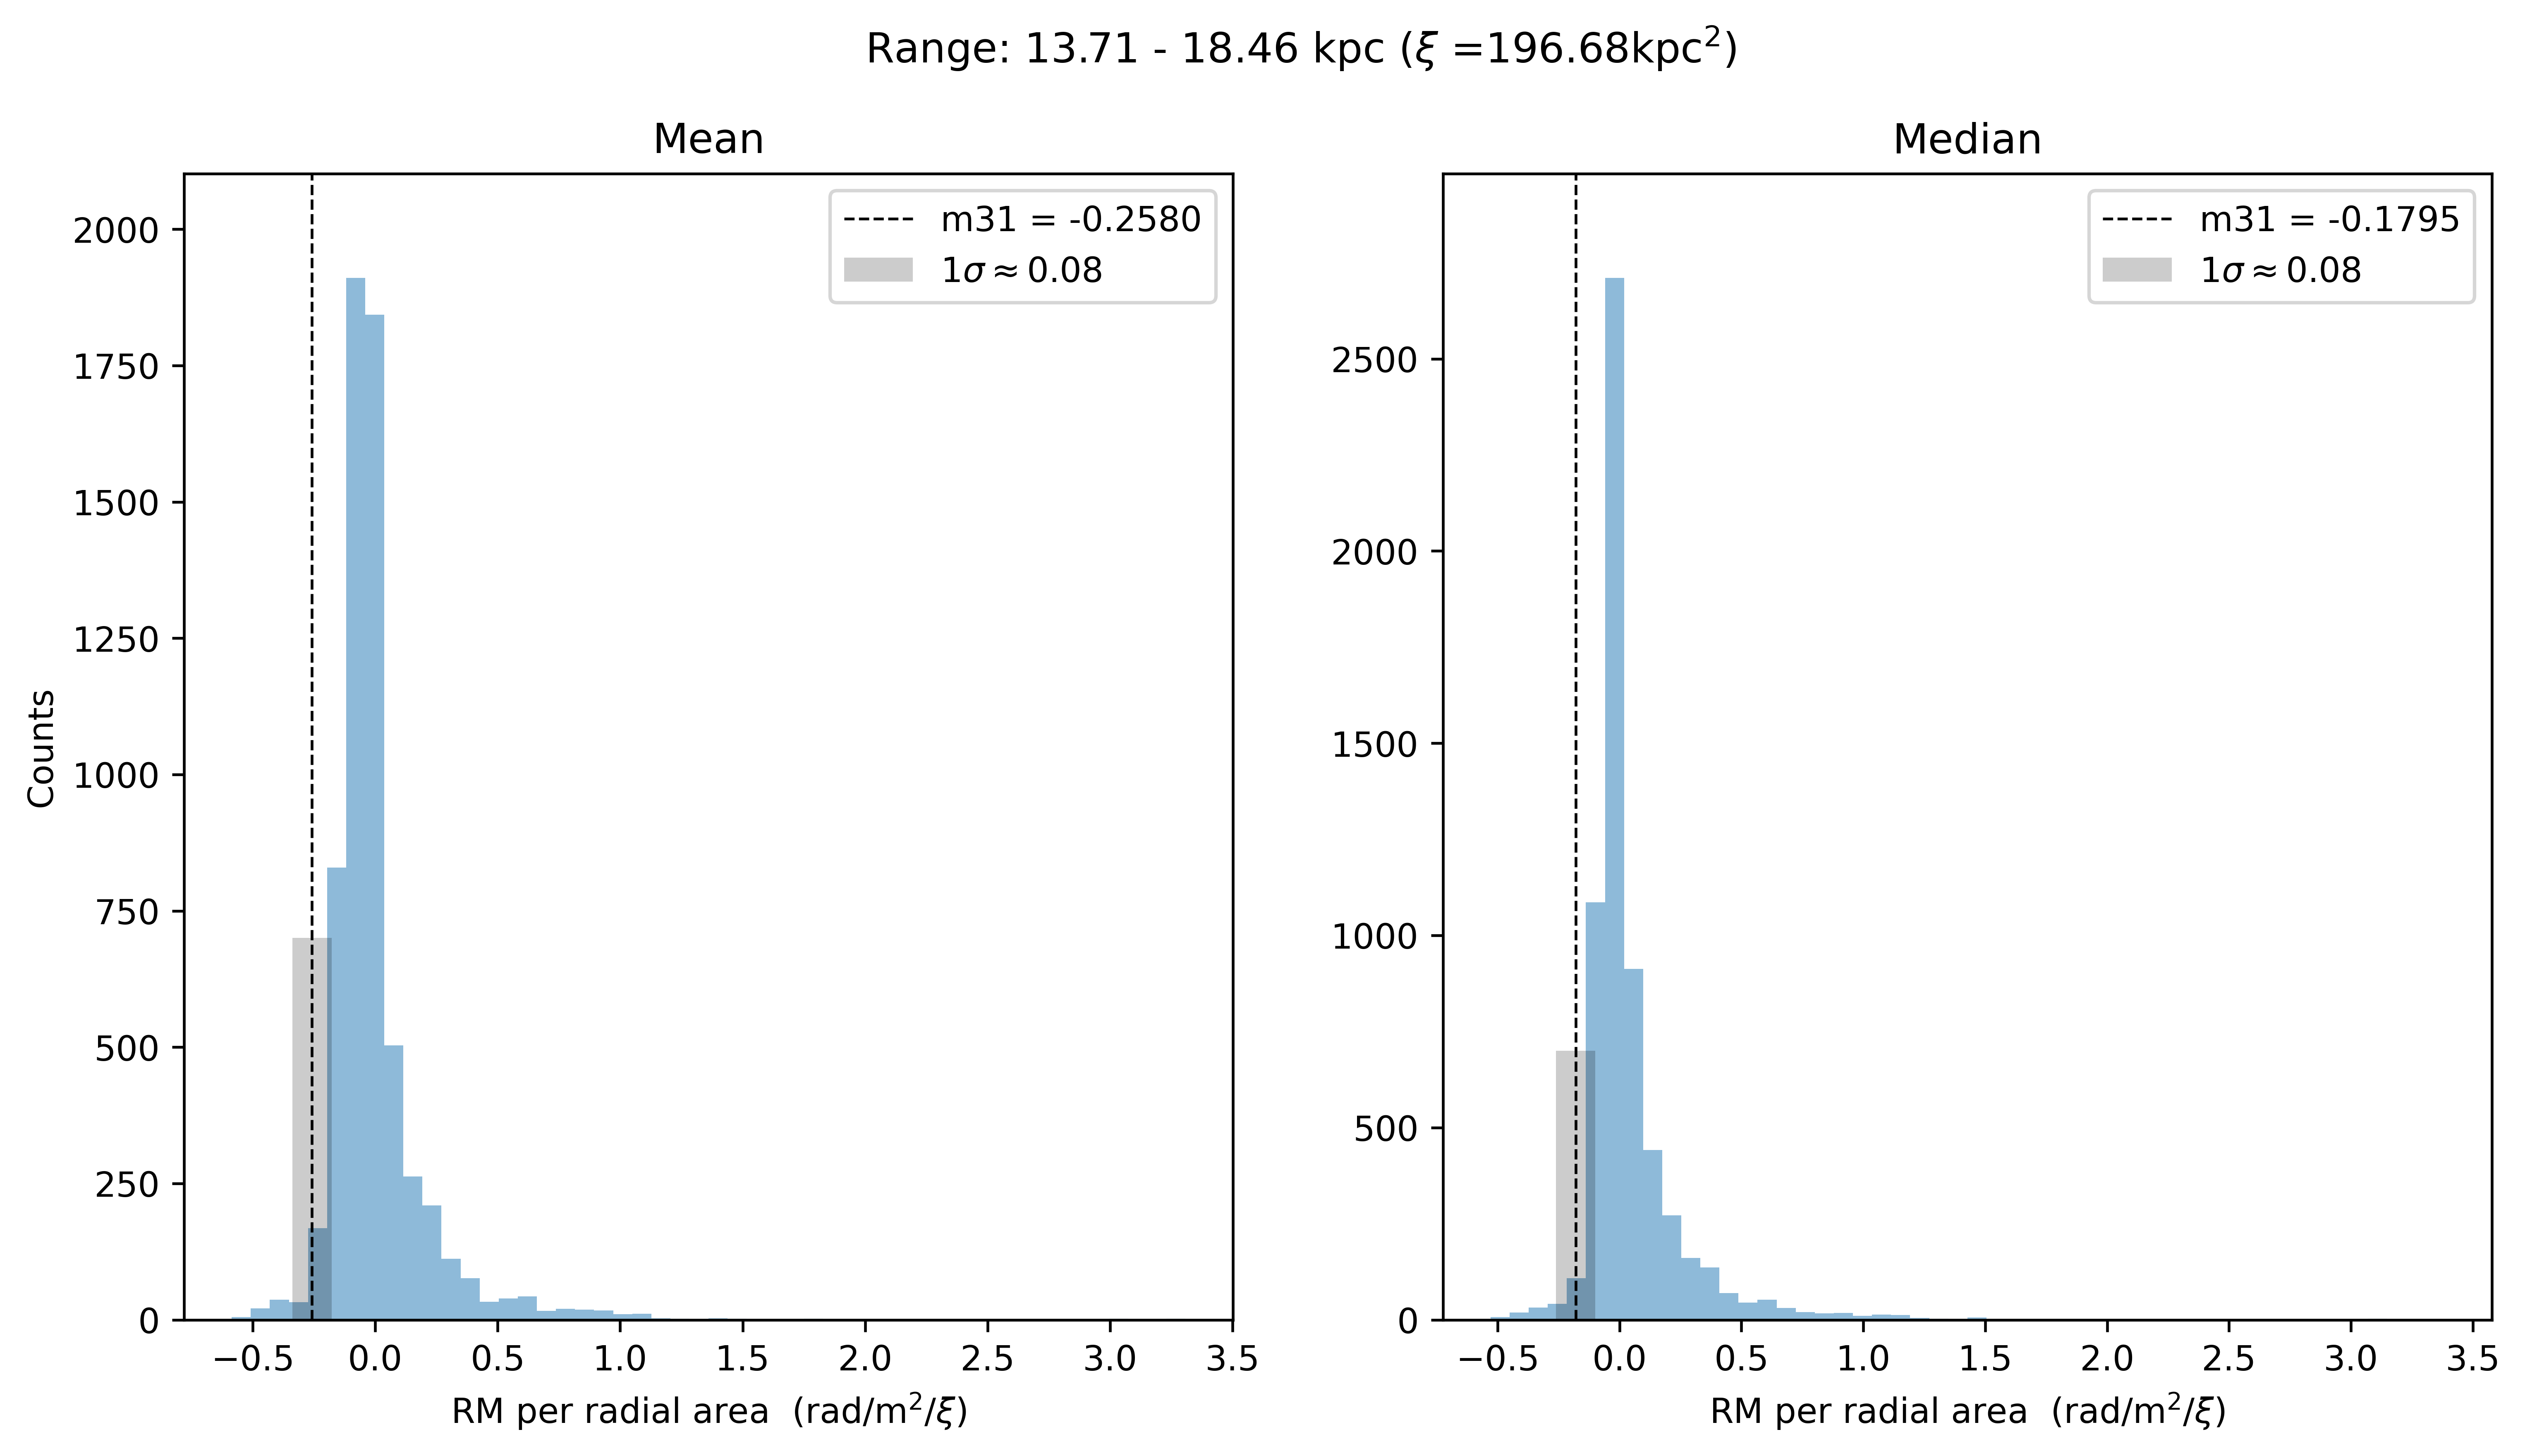 Range: 13.71 - 18.46 kpc (ξ =196.68kpc²)
Mean
m31 = -0.2580
1σ≈0.08
2000
1750
1500
1250
1000
750
500
250
0
Counts
−0.5 0.0 0.5 1.0 1.5 2.0 2.5 3.0 3.5
RM per radial area (rad/m²/ξ)
Median
m31 = -0.1795
1σ≈0.08
2500
2000
1500
1000
500
0
−0.5 0.0 0.5 1.0 1.5 2.0 2.5 3.0 3.5
RM per radial area (rad/m²/ξ)